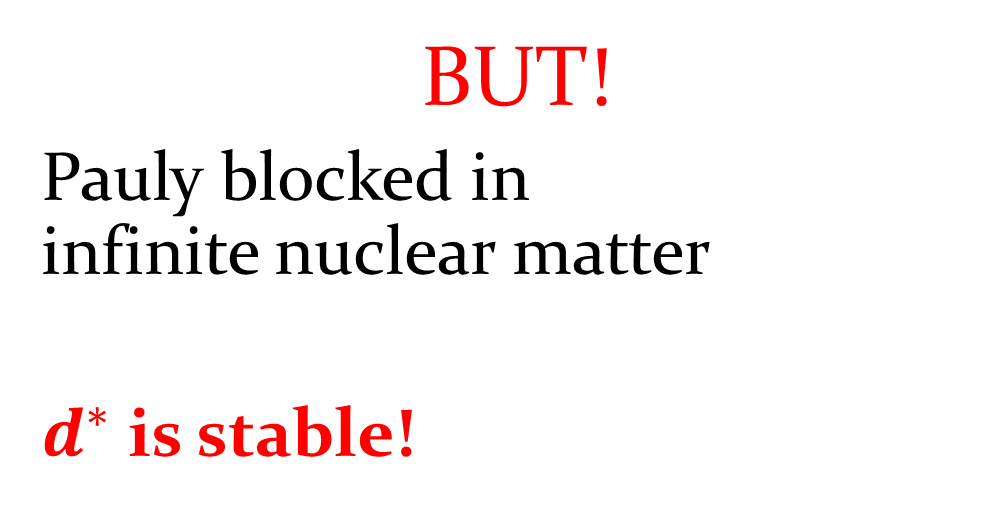 BUT!
Pauly blocked in
infinite nuclear matter
d* is stable!